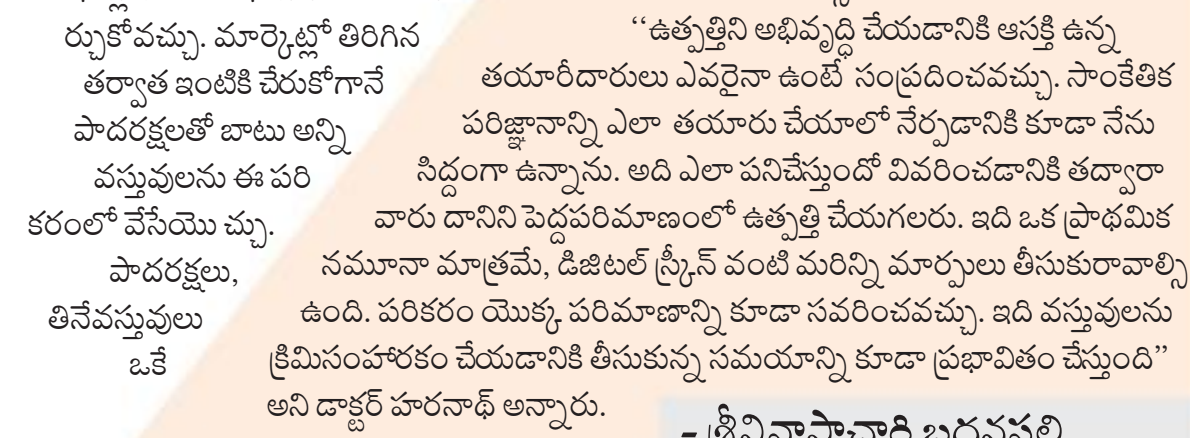 ర్చుకోవచ్చు. మార్కెట్లో తిరిగిన
తర్వాత ఇంటికి చేరుకోగానే
పాదరక్షలతో బాటు అన్ని
వస్తువులను ఈ పరి
కరంలో వేసేయొ చ్చు.
పాదరక్షలు,
తినేవస్తువులు
ఒకే
‘‘ఉత్పత్తిని అభివృద్ధి చేయడానికి ఆసక్తి ఉన్న
తయారీదారులు ఎవరైనా ఉంటే సంప్రదించవచ్చు. సాంకేతిక
పరిజ్ఞానాన్ని ఎలా తయారు చేయాలో నేర్పడానికి కూడా నేను
సిద్దంగా ఉన్నాను. అది ఎలా పనిచేస్తుందో వివరించడానికి తద్వారా
వారు దానిని పెద్దపరిమాణంలో ఉత్పత్తి చేయగలరు. ఇది ఒక ప్రాథమిక
నమూనా మాత్రమే, డిజిటల్ స్క్రీన్ వంటి మరిన్ని మార్పులు తీసుకురావాల్సి
ఉంది. పరికరం యొక్క పరిమాణాన్ని కూడా సవరించవచ్చు. ఇది వస్తువులను
క్రిమిసంహారకం చేయడానికి తీసుకున్న సమయాన్ని కూడా ప్రభావితం చేస్తుంది’’
అని డాక్టర్ హరనాథ్ అన్నారు.